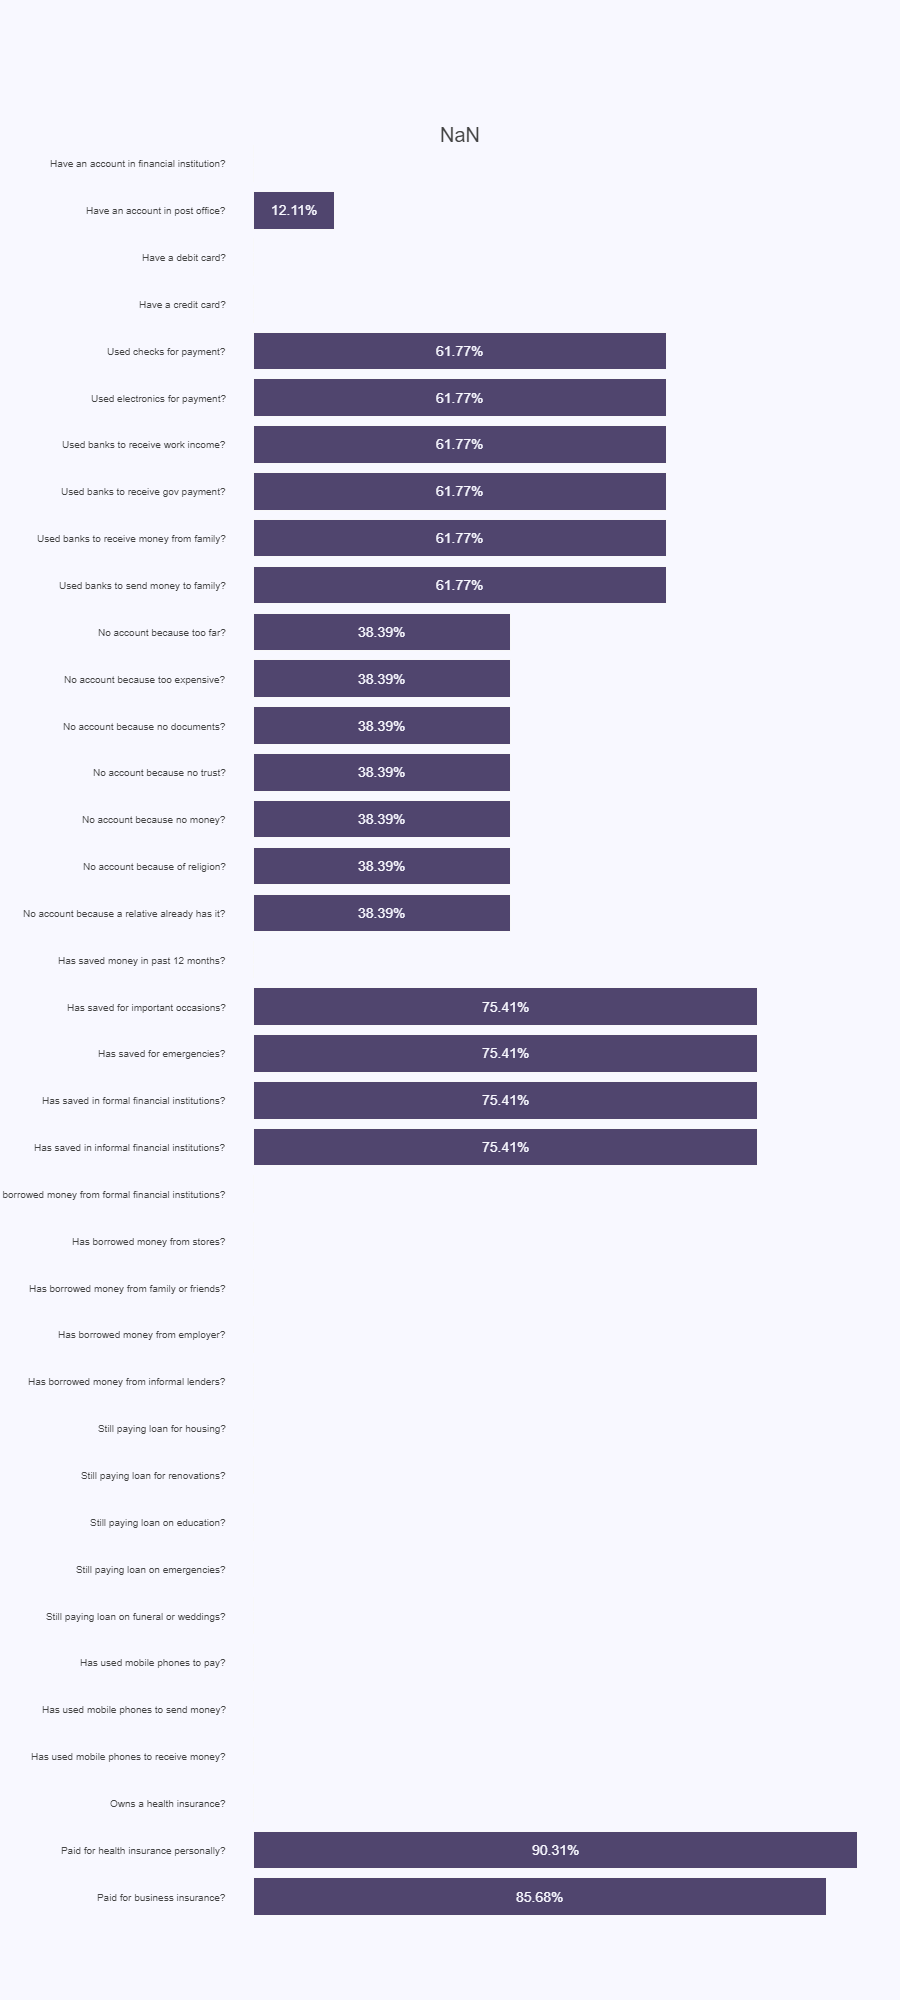 NaN
Have an account in financial institution?
Have an account in post office? 12.11%
Have a debit card?
Have a credit card?
Used checks for payment? 61.77%
Used electronics for payment? 61.77%
Used banks to receive work income? 61.77%
Used banks to receive gov payment? 61.77%
Used banks to receive money from family? 61.77%
Used banks to send money to family? 61.77%
No account because too far? 38.39%
No account because too expensive? 38.39%
No account because no documents? 38.39%
No account because no trust? 38.39%
No account because no money? 38.39%
No account because of religion? 38.39%
No account because a relative already has it? 38.39%
Has saved money in past 12 months?
Has saved for important occasions? 75.41%
Has saved for emergencies? 75.41%
Has saved in formal financial institutions? 75.41%
Has saved in informal financial institutions? 75.41%
borrowed money from formal financial institutions?
Has borrowed money from stores?
Has borrowed money from family or friends?
Has borrowed money from employer?
Has borrowed money from informal lenders?
Still paying loan for housing?
Still paying loan for renovations?
Still paying loan on education?
Still paying loan on emergencies?
Still paying loan on funeral or weddings?
Has used mobile phones to pay?
Has used mobile phones to send money?
Has used mobile phones to receive money?
Owns a health insurance?
Paid for health insurance personally? 90.31%
Paid for business insurance? 85.68%